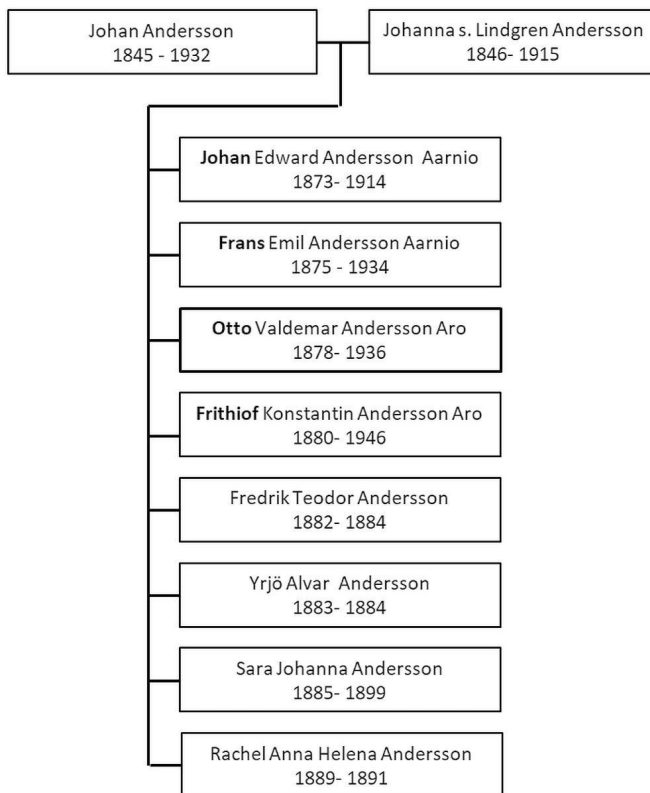 Johan Andersson
1845 - 1932
Johanna s. Lindgren Andersson
1846- 1915
Johan Edward Andersson Aarnio
1873- 1914
Frans Emil Andersson Aarnio
1875 - 1934
Otto Valdemar Andersson Aro
1878- 1936
Frithiof Konstantin Andersson Aro
1880- 1946
Fredrik Teodor Andersson
1882- 1884
Yrjö Alvar Andersson
1883- 1884
Sara Johanna Andersson
1885- 1899
Rachel Anna Helena Andersson
1889- 1891